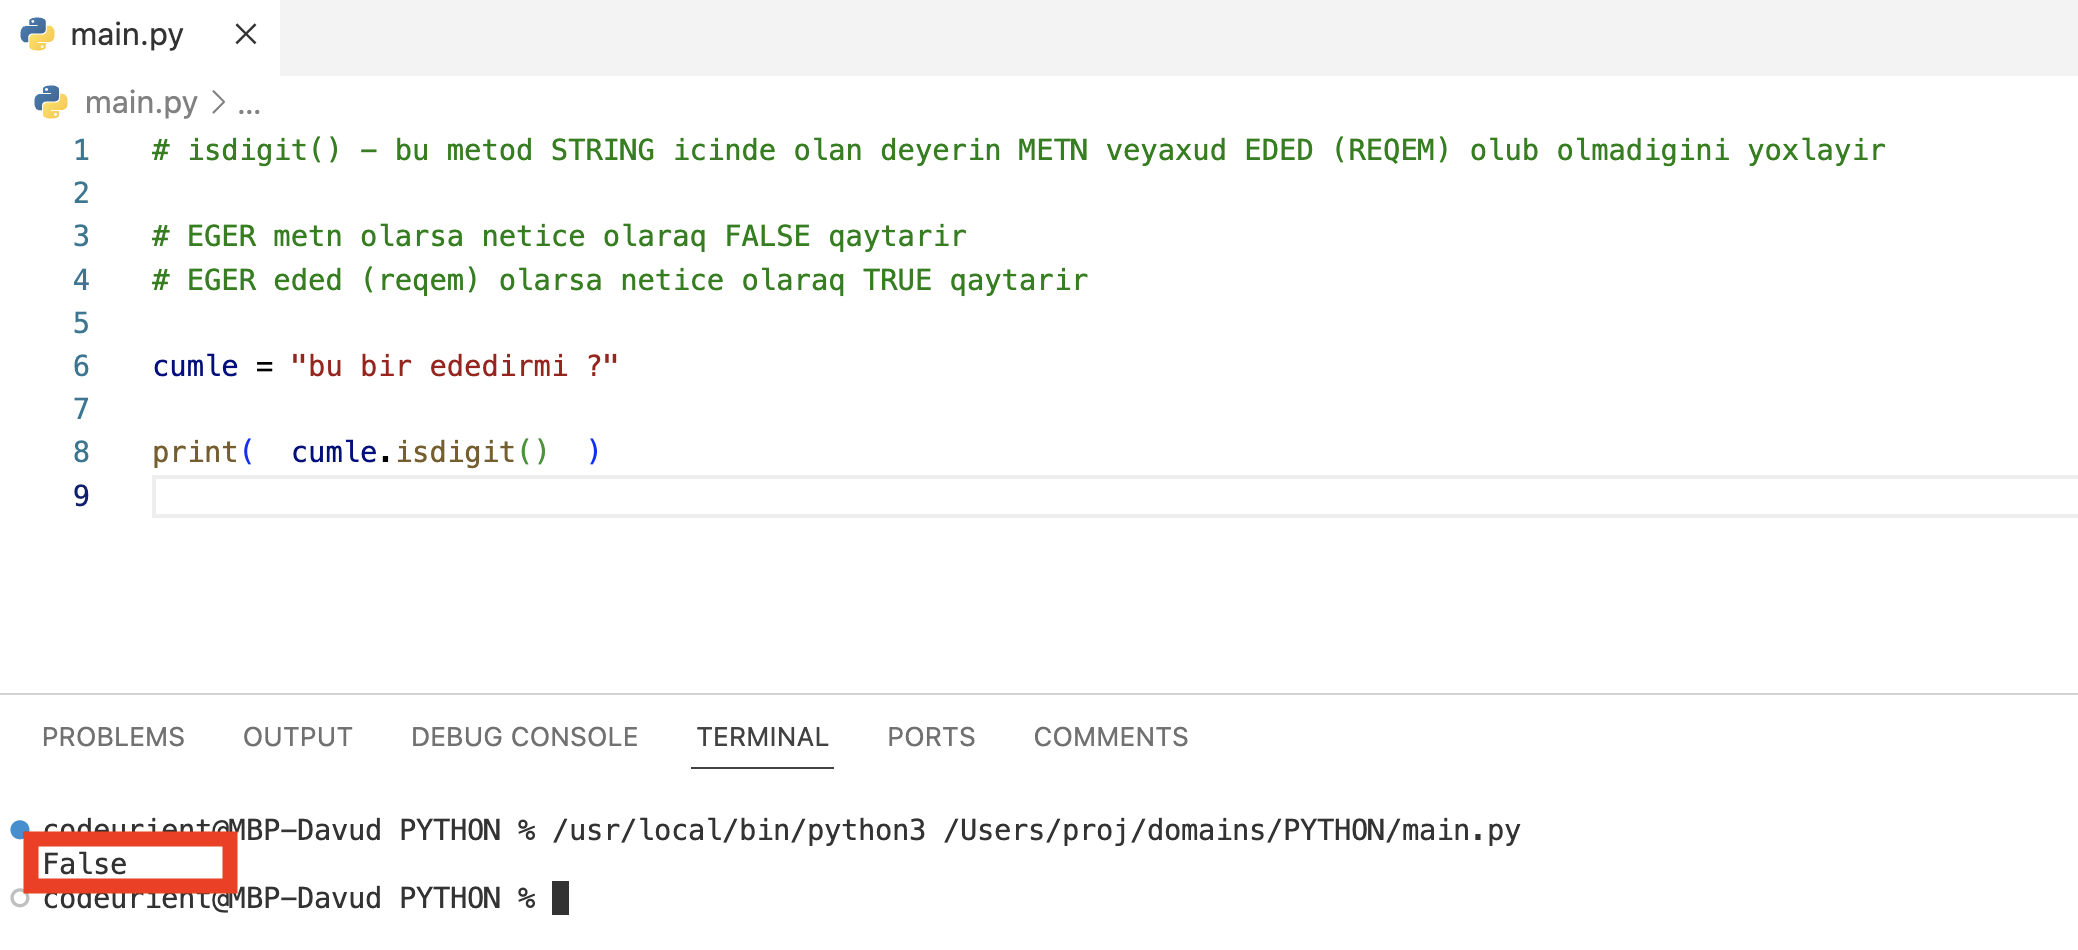 main.py
main.py > ...
1 # isdigit() - bu metod STRING icinde olan deyerin METN veyaxud EDED (REQEM) olub olmadigini yoxlayir
2
3 # EGER metn olarsa netice olaraq FALSE qaytarir
4 # EGER eded (reqem) olarsa netice olaraq TRUE qaytarir
5
6 cumle = "bu bir ededirmi ?"
7
8 print(  cumle.isdigit()  )
9
PROBLEMS OUTPUT DEBUG CONSOLE TERMINAL PORTS COMMENTS
codeurient@MBP-Davud PYTHON % /usr/local/bin/python3 /Users/proj/domains/PYTHON/main.py
False
codeurient@MBP-Davud PYTHON %